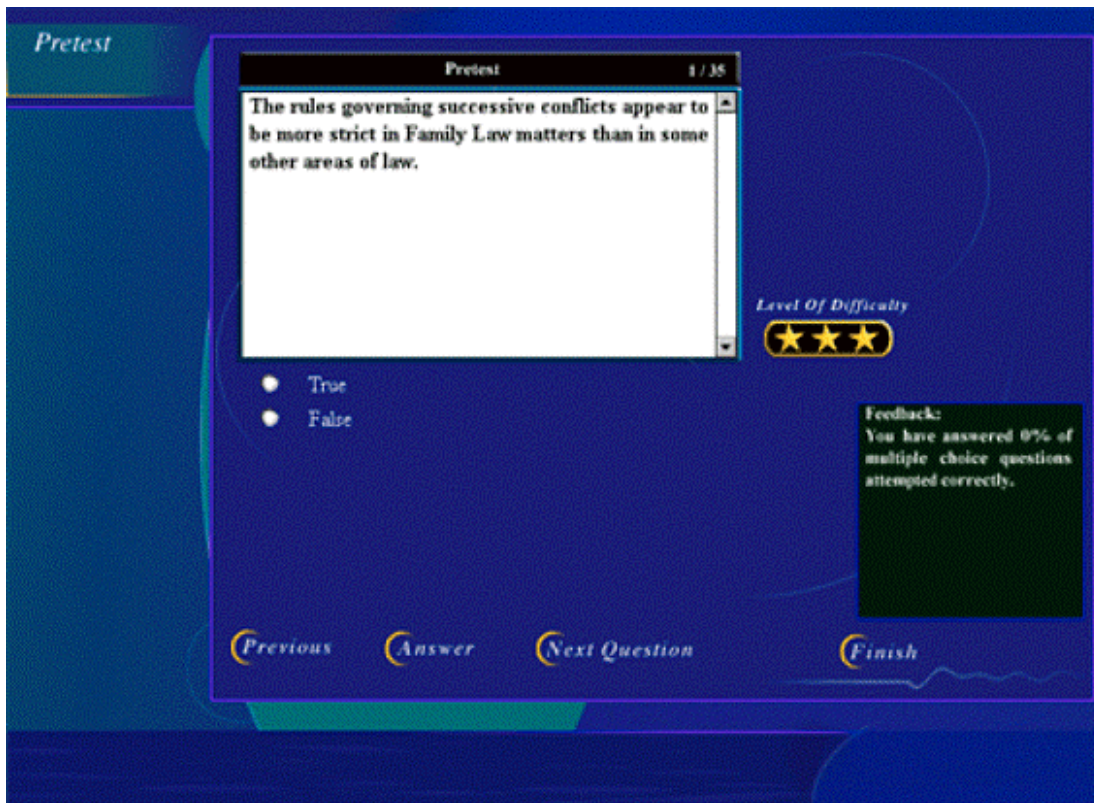 Pretest
Pretest 1 / 35
The rules governing successive conflicts appear to
be more strict in Family Law matters than in some
other areas of law.
Level Of Difficulty
True
False
Feedback:
You have answered 0% of
multiple choice questions
attempted correctly.
Previous Answer Next Question Finish